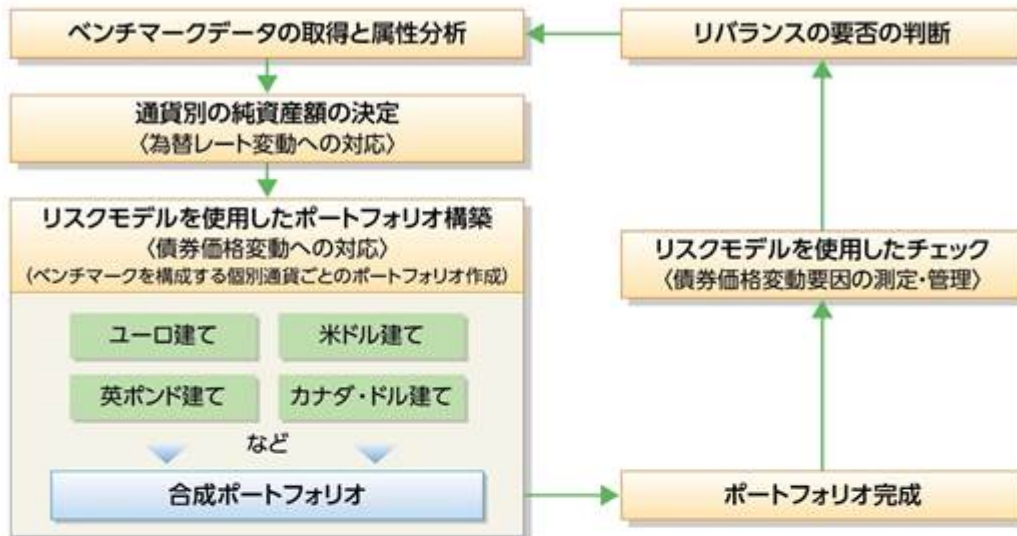 ベンチマークデータの取得と属性分析
通貨別の純資産額の決定
〈為替レート変動への対応〉
リスクモデルを使用したポートフォリオ構築
〈債券価格変動への対応〉
(ベンチマークを構成する個別通貨ごとのポートフォリオ作成)
ユーロ建て
米ドル建て
英ポンド建て
カナダ・ドル建て
など
合成ポートフォリオ
ポートフォリオ完成
リスクモデルを使用したチェック
〈債券価格変動要因の測定・管理〉
リバランスの要否の判断